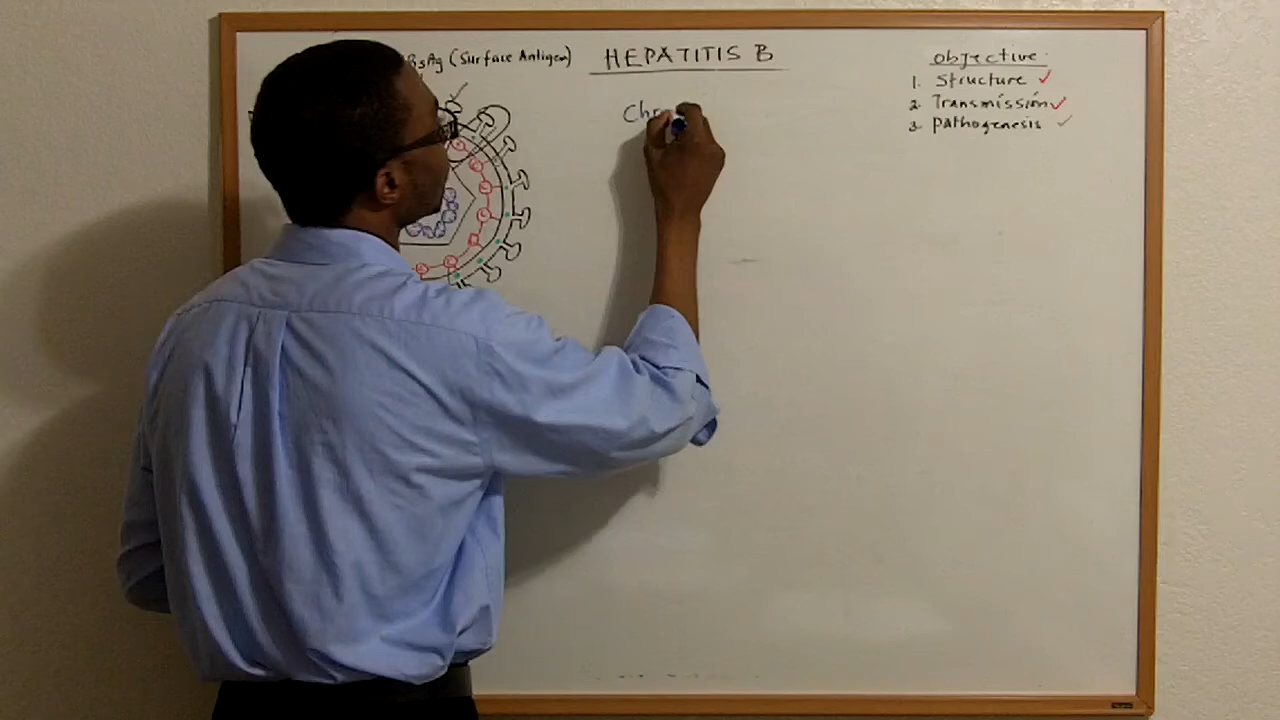 BsAg (Surface Antigen)
HEPATITIS B
Chr
Objective
1. Structure ✓
2. Transmission ✓
3. pathogenesis ✓